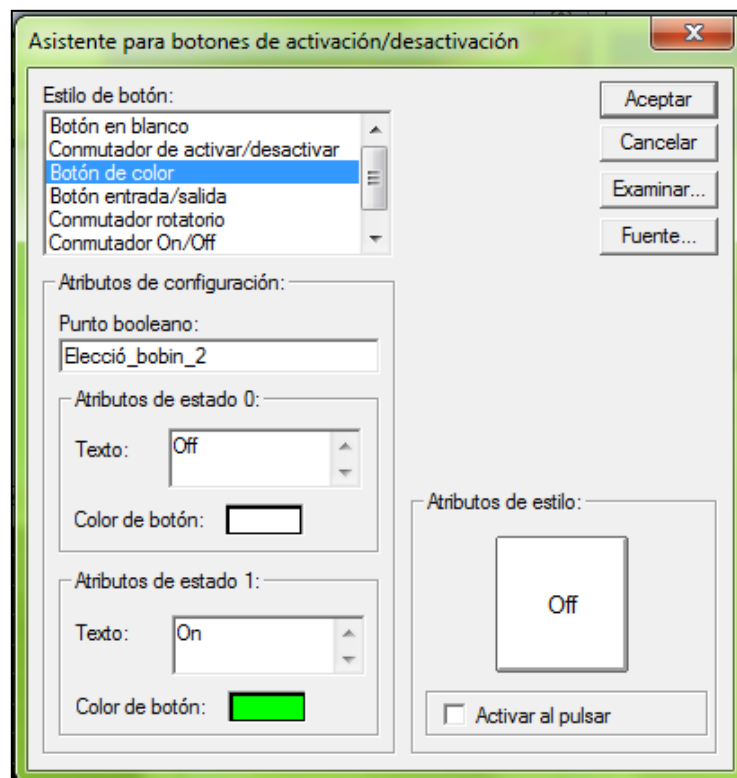 Asistente para botones de activación/desactivación
Estilo de botón:
Botón en blanco
Conmutador de activar/desactivar
Botón de color
Botón entrada/salida
Conmutador rotatorio
Conmutador On/Off
Aceptar
Cancelar
Examinar...
Fuente...
Atributos de configuración:
Punto booleano:
Elecció_bobin_2
Atributos de estado 0:
Texto:
Off
Color de botón:
Atributos de estado 1:
Texto:
On
Color de botón:
Atributos de estilo:
Off
Activar al pulsar